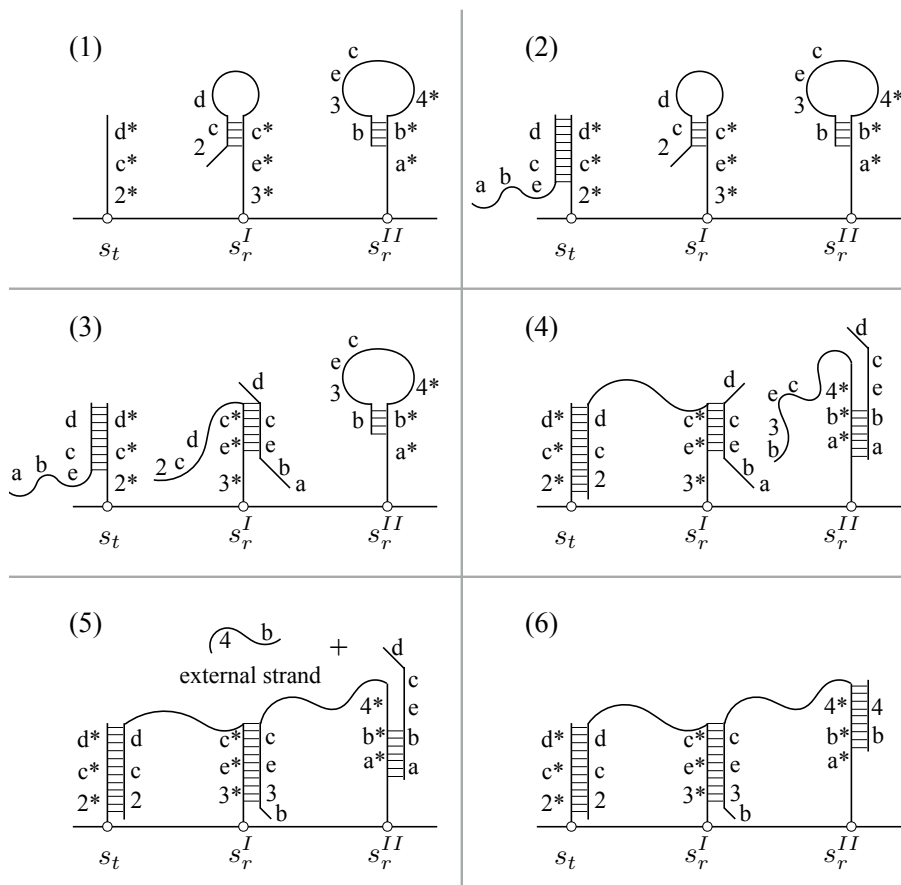 (1)
c
e
d
3
4*
d*
c
c*
b
b*
c*
2
e*
a*
2*
3*
s_t
s_r^I
s_r^{II}
(2)
c
e
d
3
4*
d
d*
c
c*
b
b*
c
c*
2
e*
a*
a
b
e
2*
3*
s_t
s_r^I
s_r^{II}
(3)
c
e
d
3
4*
d
d*
c*
c
b
b*
d
c
c*
e*
e
a*
a
b
e
2*
2
c
3*
b
a
s_t
s_r^I
s_r^{II}
(4)
d
c
e
c
4*
e
d
d*
d
c*
c
3
b*
b
c*
c
e*
e
b
a*
a
2*
2
3*
b
a
s_t
s_r^I
s_r^{II}
(5)
4
b
+
d
external strand
c
4*
e
d*
d
c*
c
b*
b
c*
c
e*
e
a*
a
2*
2
3*
3
b
s_t
s_r^I
s_r^{II}
(6)
4*
4
d*
d
c*
c
b*
b
c*
c
e*
e
a*
2*
2
3*
3
b
s_t
s_r^I
s_r^{II}